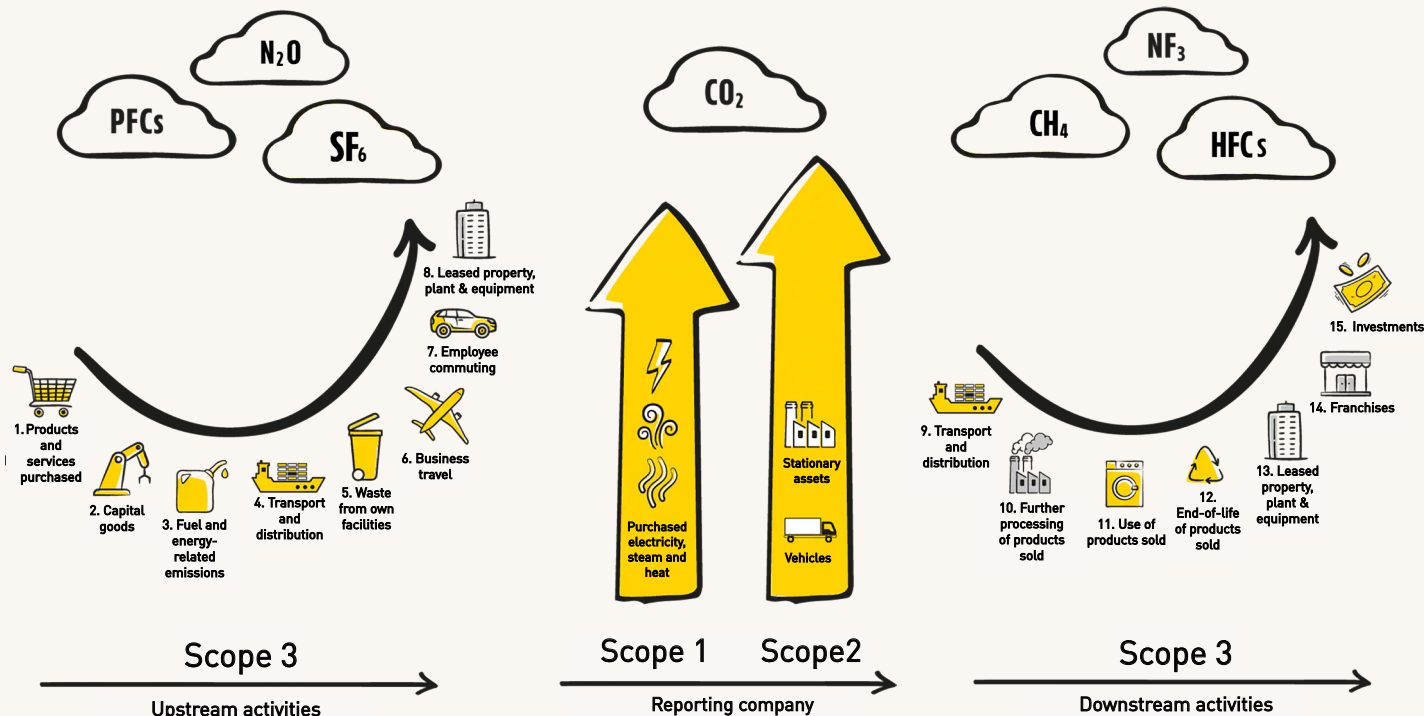 N₂O
PFCs
SF₆
CO₂
NF₃
CH₄
HFCs
8. Leased property,
plant & equipment
7. Employee
commuting
6. Business
travel
1. Products
and
services
purchased
2. Capital
goods
3. Fuel and
energy-
related
emissions
4. Transport
and
distribution
5. Waste
from own
facilities
Purchased
electricity,
steam and
heat
Stationary
assets
Vehicles
15. Investments
14. Franchises
13. Leased
property,
plant &
equipment
9. Transport
and
distribution
10. Further
processing
of products
sold
11. Use of
products sold
12.
End-of-life
of products
sold
Scope 3
Upstream activities
Scope 1
Scope2
Reporting company
Scope 3
Downstream activities